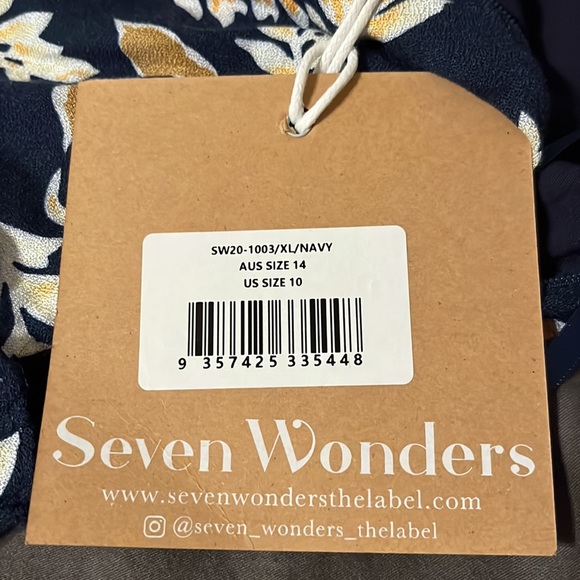 SW20-1003/XL/NAVY
AUS SIZE 14
US SIZE 10
9 357425 335448
Seven Wonders
www.sevenwondersthelabel.com
@seven_wonders_thelabel